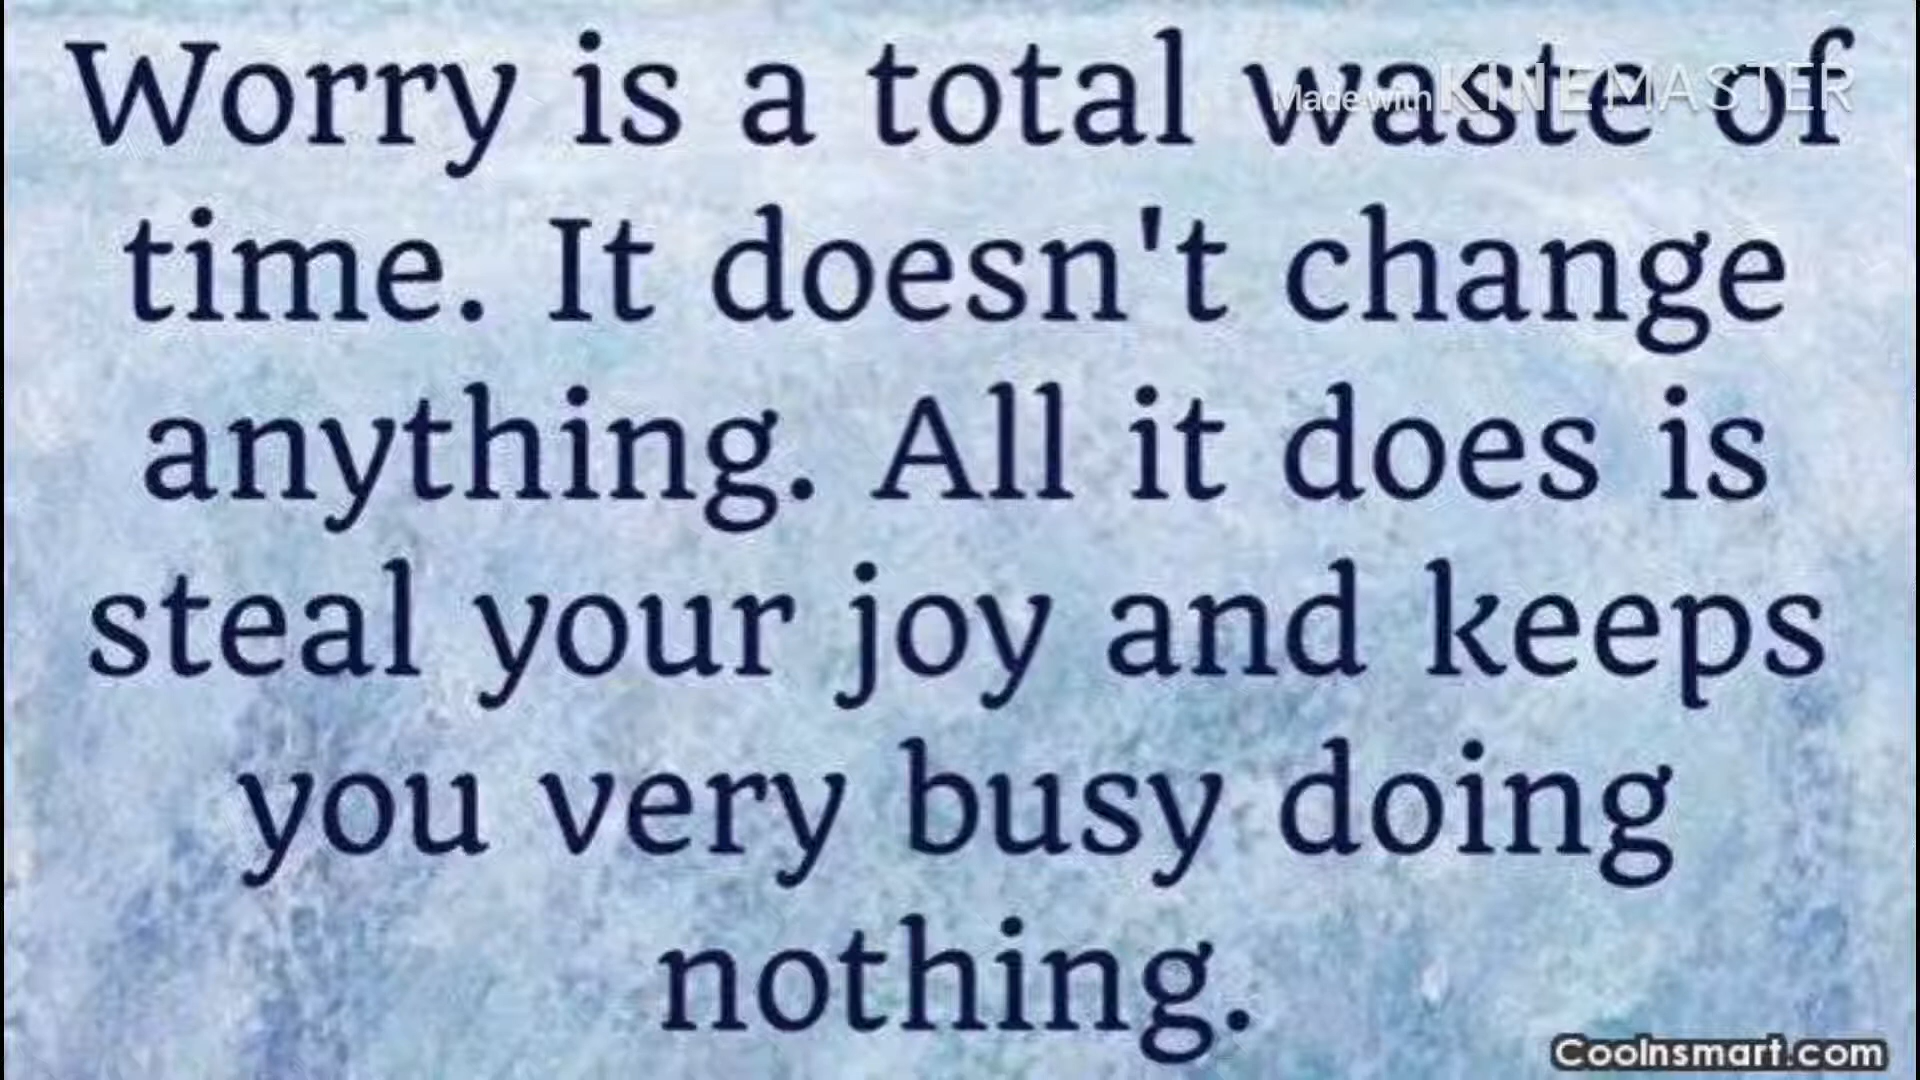 Worry is a total waste of
Made with KINEMASTER
time. It doesn't change
anything. All it does is
steal your joy and keeps
you very busy doing
nothing.
Coolnsmart.com